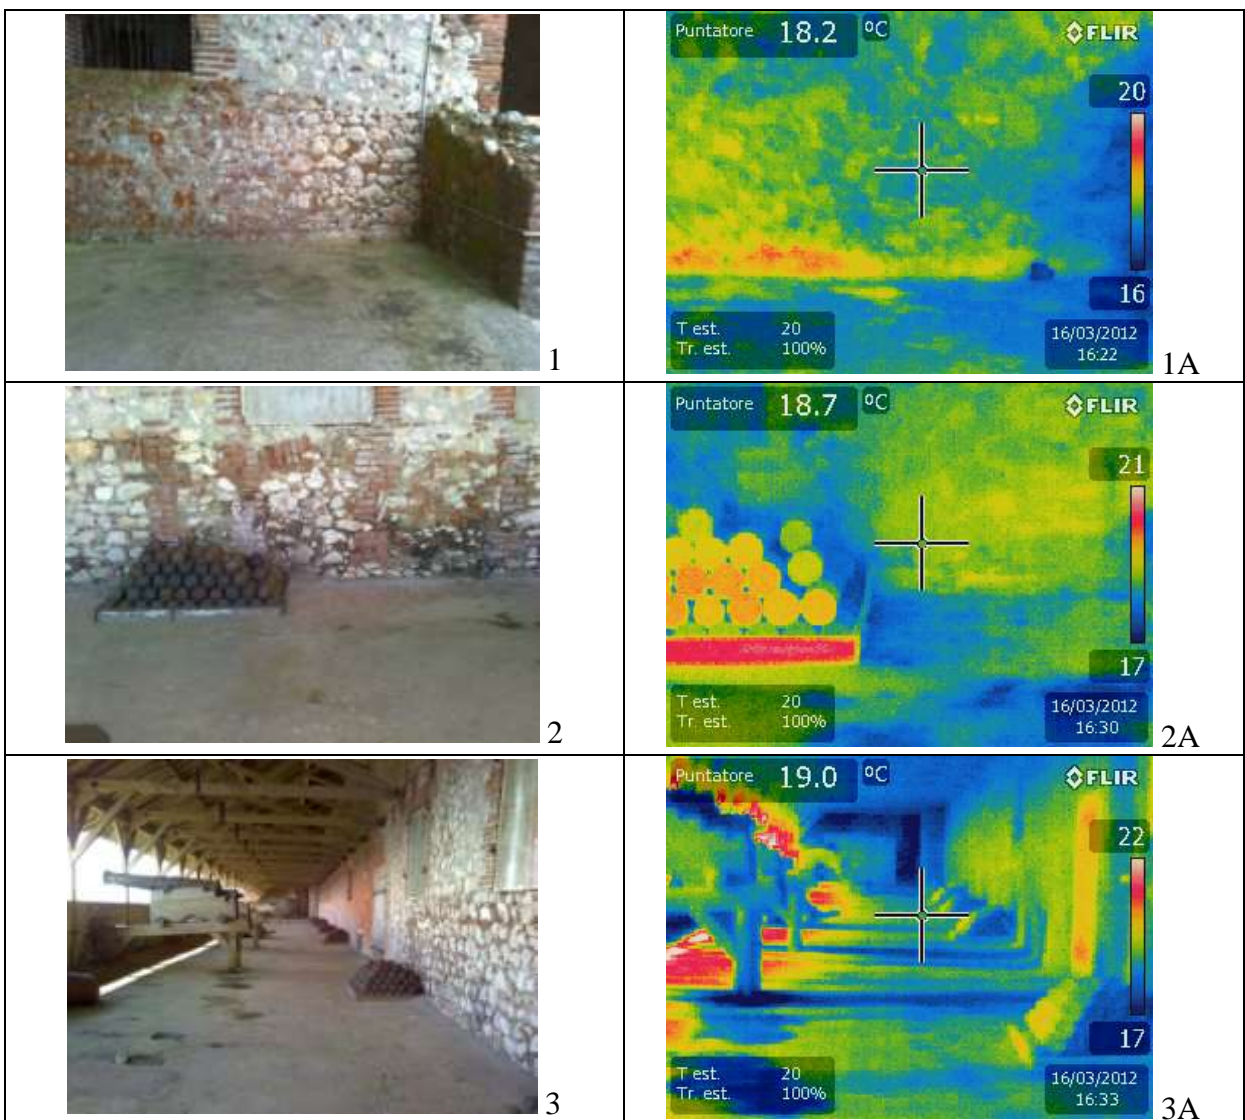 1
Puntatore 18.2 °C FLIR
20
16
T est. 20
Tr. est. 100%
16/03/2012
16:22
1A
2
Puntatore 18.7 °C FLIR
21
17
T est. 20
Tr. est. 100%
16/03/2012
16:30
2A
3
Puntatore 19.0 °C FLIR
22
17
T est. 20
Tr. est. 100%
16/03/2012
16:33
3A